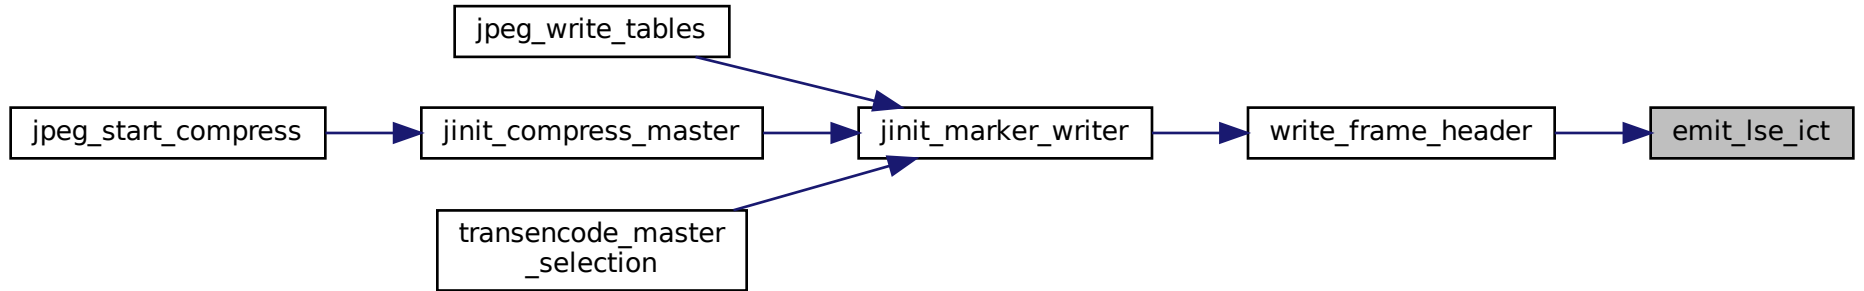 jpeg_write_tables
jpeg_start_compress
jinit_compress_master
jinit_marker_writer
write_frame_header
emit_lse_ict
transencode_master
_selection